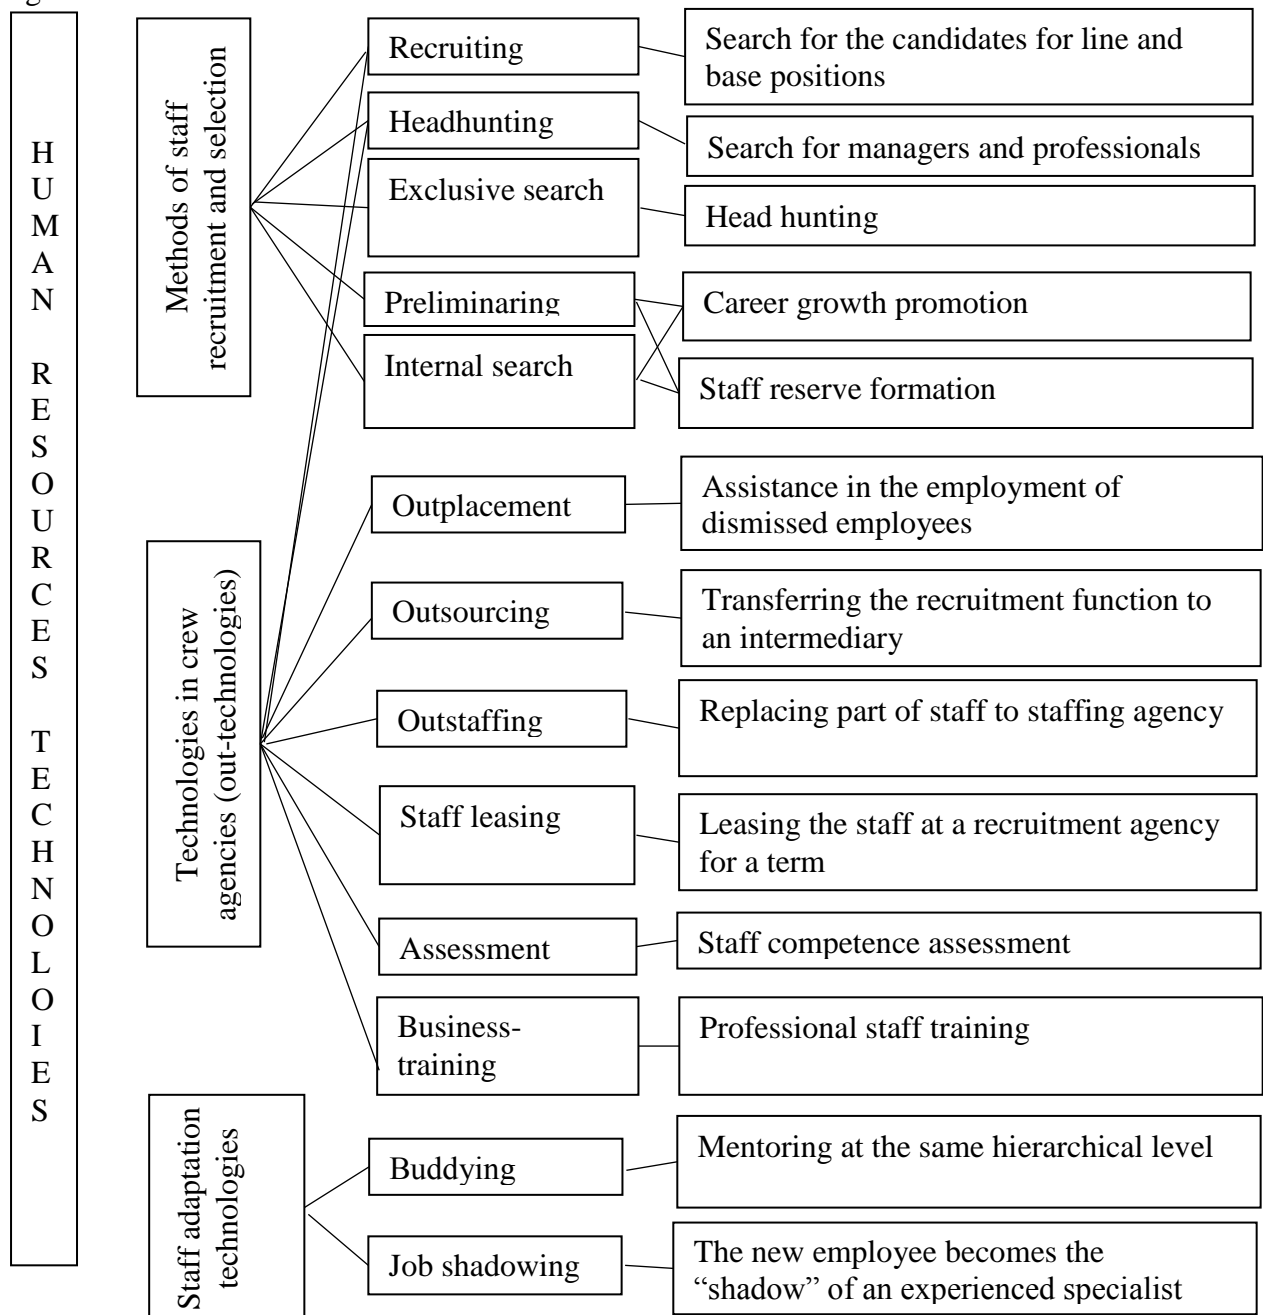 HUMAN RESOURCES TECHNOLOIES
Methods of staff
recruitment and selection
Recruiting
Search for the candidates for line and
base positions
Headhunting
Search for managers and professionals
Exclusive search
Head hunting
Preliminaring
Career growth promotion
Internal search
Staff reserve formation
Technologies in crew
agencies (out-technologies)
Outplacement
Assistance in the employment of
dismissed employees
Outsourcing
Transferring the recruitment function to
an intermediary
Outstaffing
Replacing part of staff to staffing agency
Staff leasing
Leasing the staff at a recruitment agency
for a term
Assessment
Staff competence assessment
Business-
training
Professional staff training
Staff adaptation
technologies
Buddying
Mentoring at the same hierarchical level
Job shadowing
The new employee becomes the
“shadow” of an experienced specialist